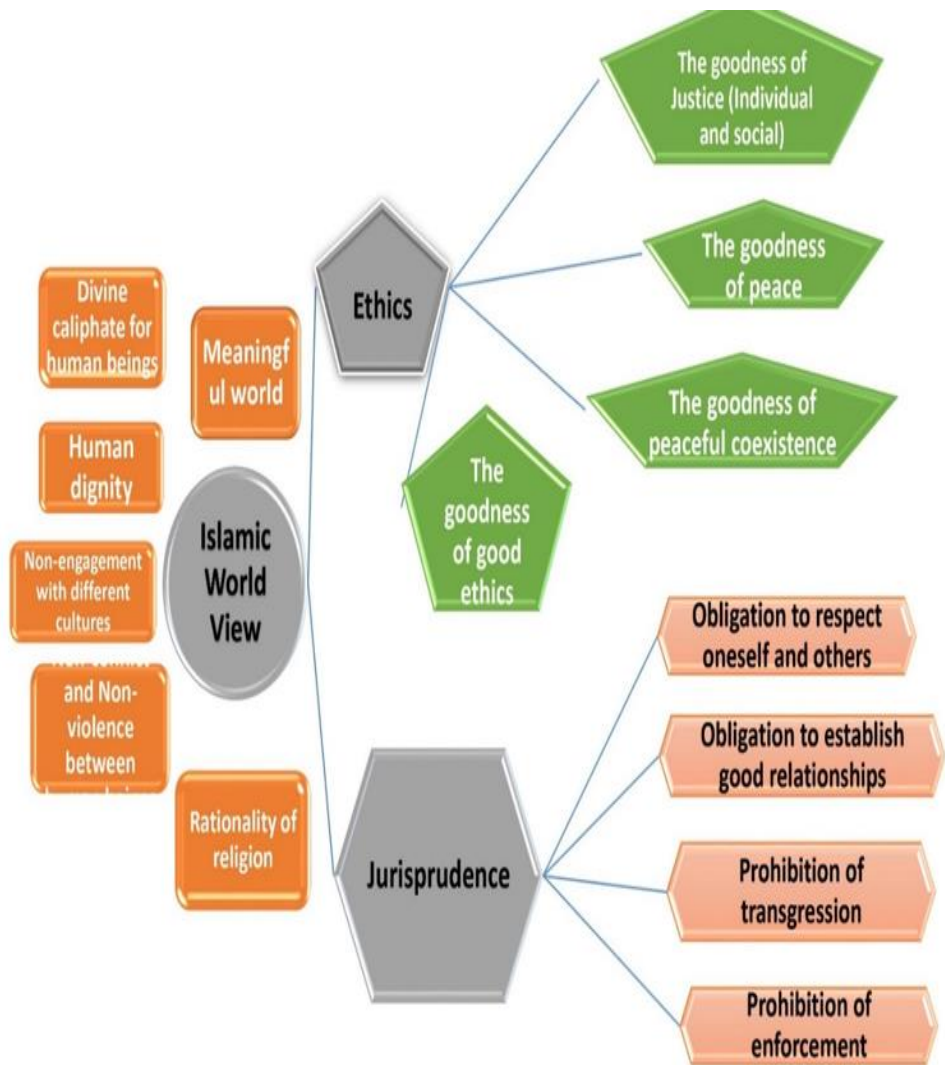 Divine
caliphate for
human beings
Meaningf
ul world
Human
dignity
Non-engagement
with different
cultures
and Non-
violence
between
Rationality of
religion
Islamic
World
View
Ethics
The goodness of
Justice (Individual
and social)
The goodness
of peace
The goodness of
peaceful coexistence
The
goodness
of good
ethics
Jurisprudence
Obligation to respect
oneself and others
Obligation to establish
good relationships
Prohibition of
transgression
Prohibition of
enforcement